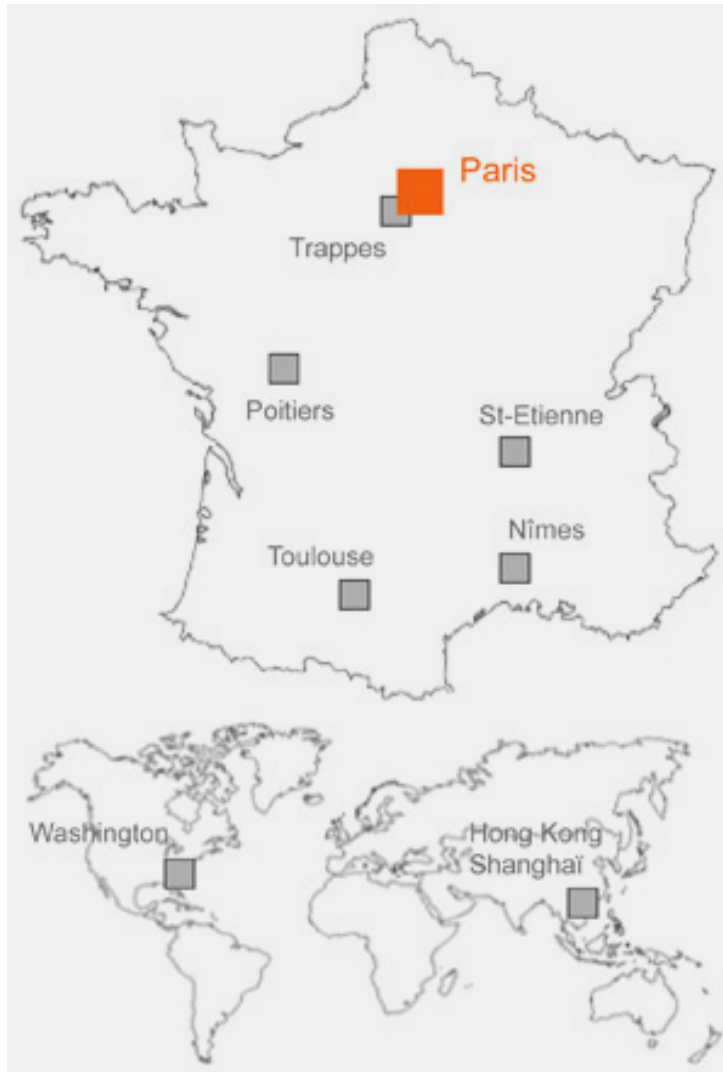 Paris
Trappes
Poitiers
St-Etienne
Nîmes
Toulouse
Washington
Hong Kong
Shanghaï